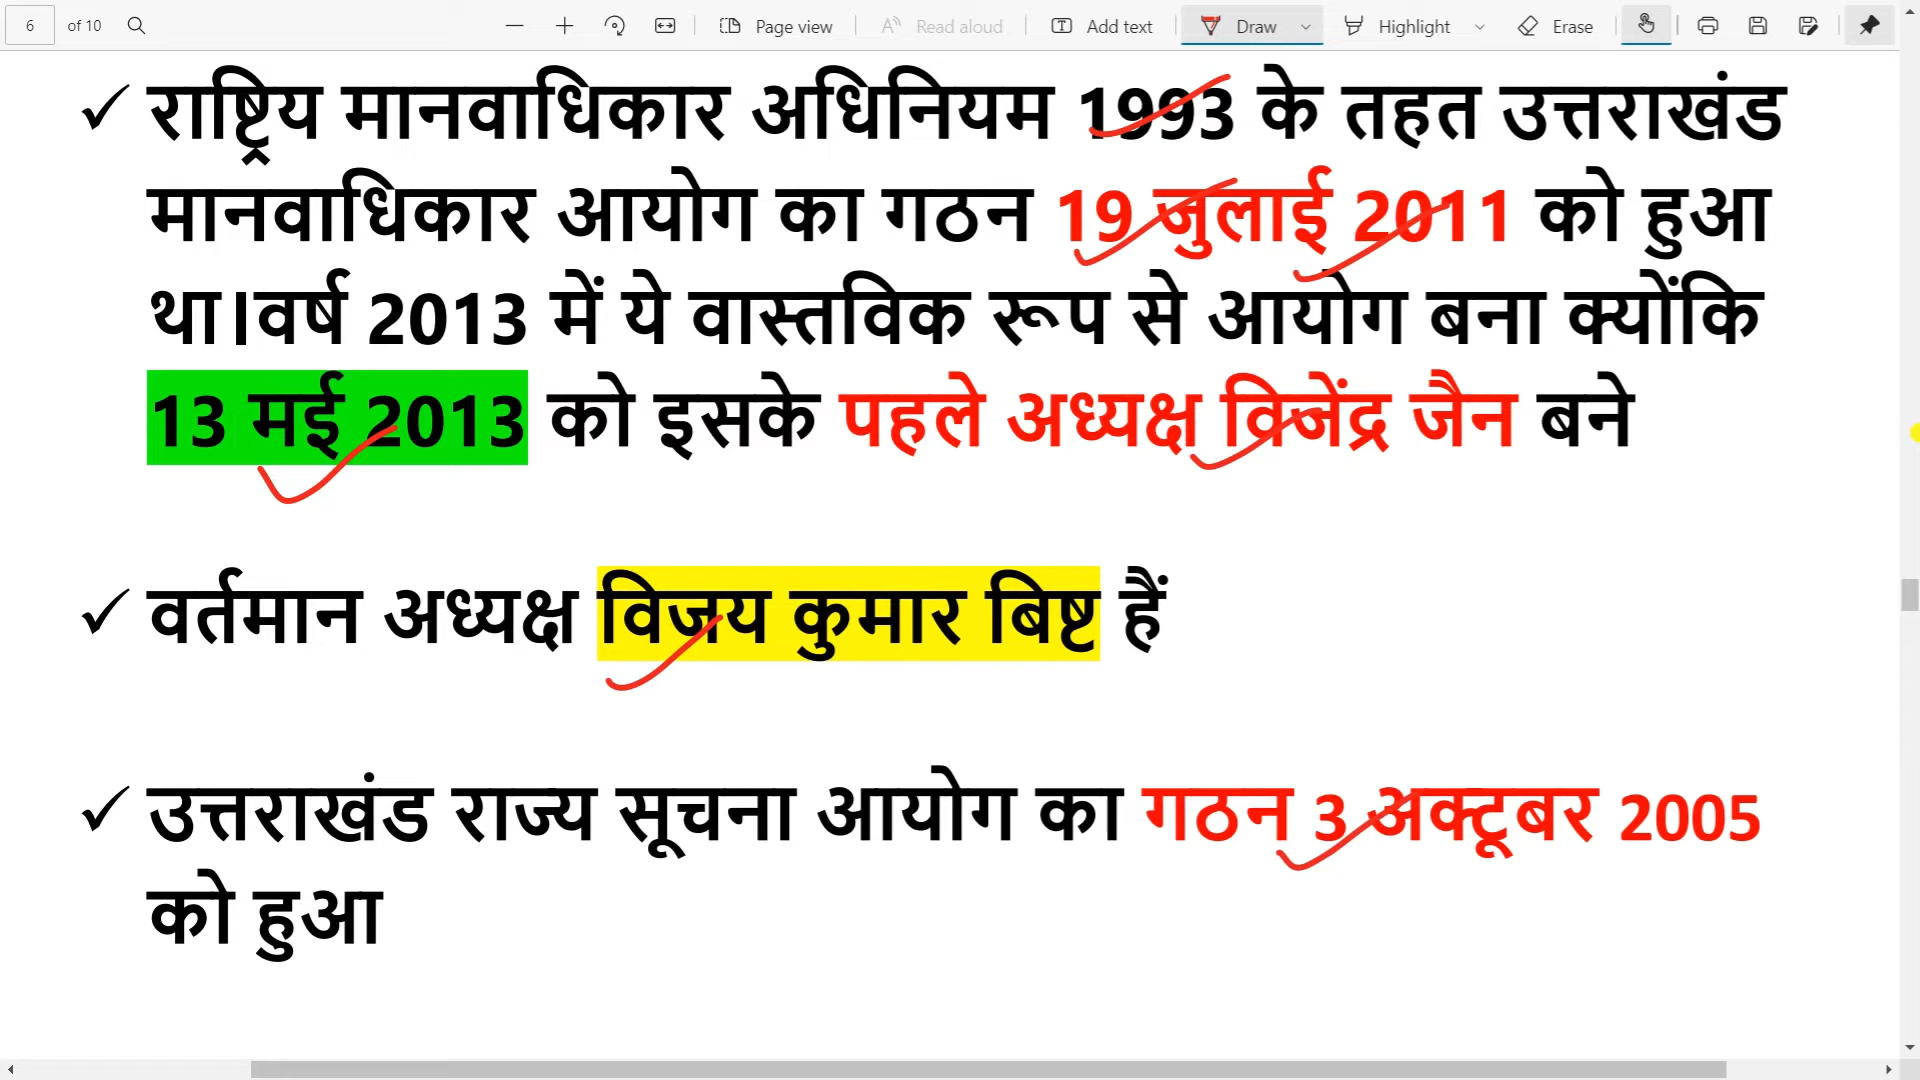 6 of 10 Page view Read aloud Add text Draw Highlight Erase
✓ राष्ट्रिय मानवाधिकार अधिनियम 1993 के तहत उत्तराखंड
मानवाधिकार आयोग का गठन 19 जुलाई 2011 को हुआ
था।वर्ष 2013 में ये वास्तविक रूप से आयोग बना क्योंकि
13 मई 2013 को इसके पहले अध्यक्ष विजेंद्र जैन बने
✓ वर्तमान अध्यक्ष विजय कुमार बिष्ट हैं
✓ उत्तराखंड राज्य सूचना आयोग का गठन 3 अक्टूबर 2005
को हुआ